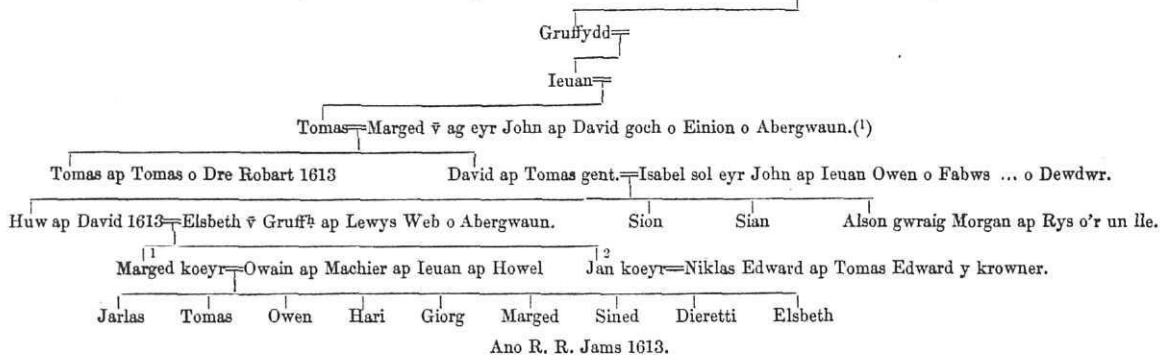 Gruffydd
Ieuan
Tomas Marged v̄ ag eyr John ap David goch o Einion o Abergwaun.(¹)
Tomas ap Tomas o Dre Robart 1613 David ap Tomas gent. Isabel sol eyr John ap Ieuan Owen o Fabws ... o Dewdwr.
Huw ap David 1613 Elsbeth v̄ Gruffʰ ap Lewys Web o Abergwaun. Sion Sian Alson gwraig Morgan ap Rys o'r un lle.
1 2
Marged koeyr Owain ap Machier ap Ieuan ap Howel Jan koeyr=Niklas Edward ap Tomas Edward y krowner.
Jarlas Tomas Owen Hari Giorg Marged Sined Dieretti Elsbeth
Ano R. R. Jams 1613.